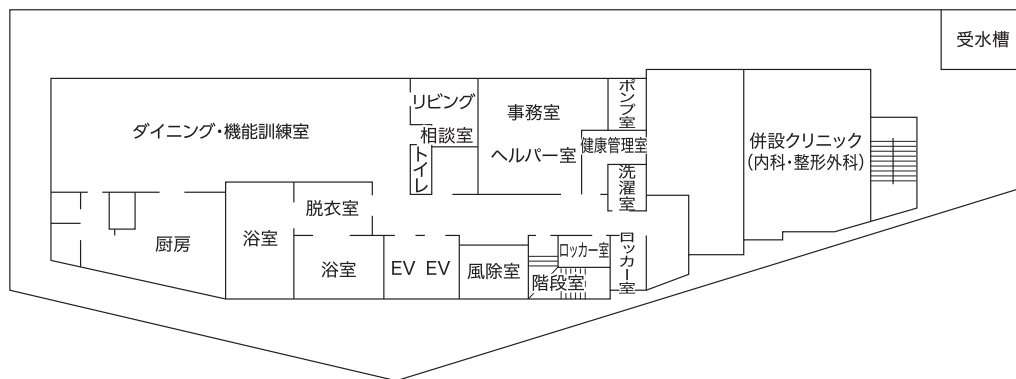 受水槽
ポンプ室
リビング
事務室
ダイニング・機能訓練室
相談室
併設クリニック
(内科・整形外科)
健康管理室
トイレ
ヘルパー室
洗濯室
脱衣室
浴室
厨房
ロッカー室
ロッカー室
浴室
EV EV
風除室
階段室